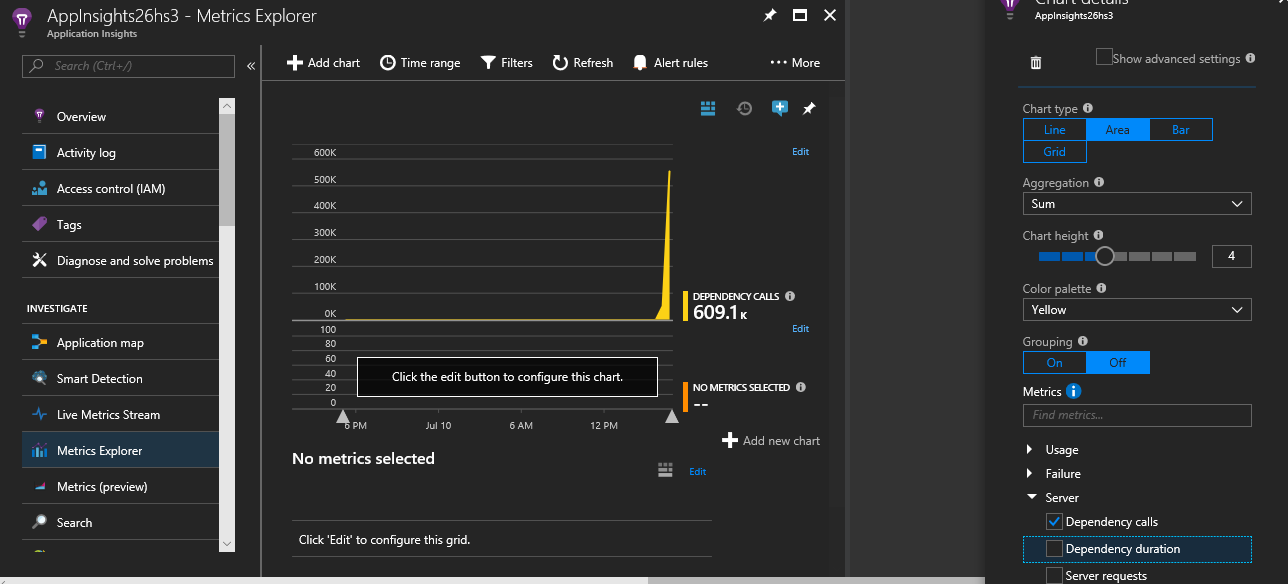 AppInsights26hs3 - Metrics Explorer
Application Insights
Search (Ctrl+/)
Overview
Activity log
Access control (IAM)
Tags
Diagnose and solve problems
INVESTIGATE
Application map
Smart Detection
Live Metrics Stream
Metrics Explorer
Metrics (preview)
Search
Add chart
Time range
Filters
Refresh
Alert rules
More
Edit
600K
500K
400K
300K
200K
100K
0K
DEPENDENCY CALLS
609.1K
Edit
100
80
60
40
20
0
Click the edit button to configure this chart.
NO METRICS SELECTED
--
6 PM
Jul 10
6 AM
12 PM
Add new chart
No metrics selected
Edit
Click 'Edit' to configure this grid.
Chart details
AppInsights26hs3
Show advanced settings
Chart type
Line
Area
Bar
Grid
Aggregation
Sum
Chart height
4
Color palette
Yellow
Grouping
On
Off
Metrics
Find metrics...
Usage
Failure
Server
Dependency calls
Dependency duration
Server requests